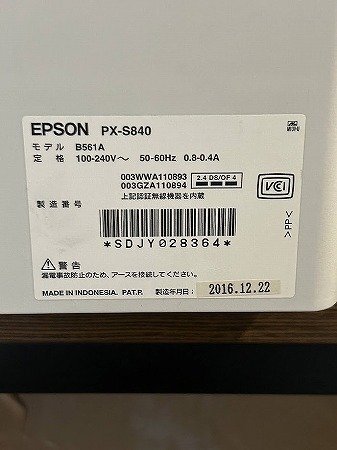 EPSON PX-S840
モデル B561A
定 格 100-240V～ 50-60Hz 0.8-0.4A
003WWA110893
003GZA110894
2.4 DS/OF 4
上記認証無線機器を内蔵
VCI
製造番号
*SDJY028364*
>PP<
警告
漏電事故防止のため、アースを接続してください。
MADE IN INDONESIA. PAT.P. 製造年月日: 2016.12.22